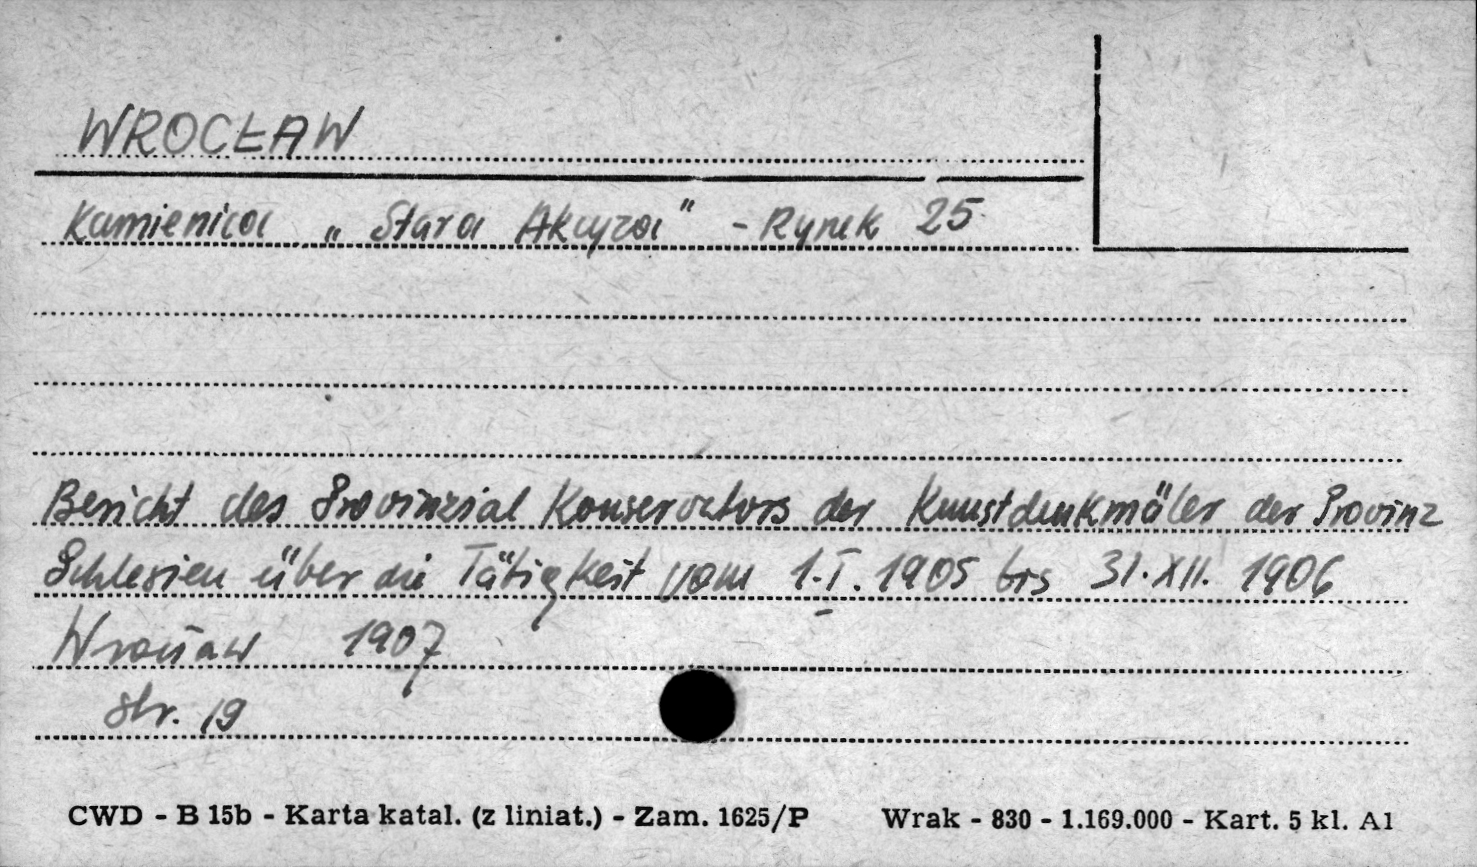 WROCŁAW
Kamienica „Stara Akcyza" - Rynek 25
Bericht des Provinzial Konservators der Kunstdenkmäler der Provinz
Schlesien über die Tätigkeit vom 1.I.1905 bis 31.XII.1906
Wrocław 1907
str. 19
CWD - B 15b - Karta katal. (z liniat.) - Zam. 1625/P Wrak - 830 - 1.169.000 - Kart. 5 kl. A1